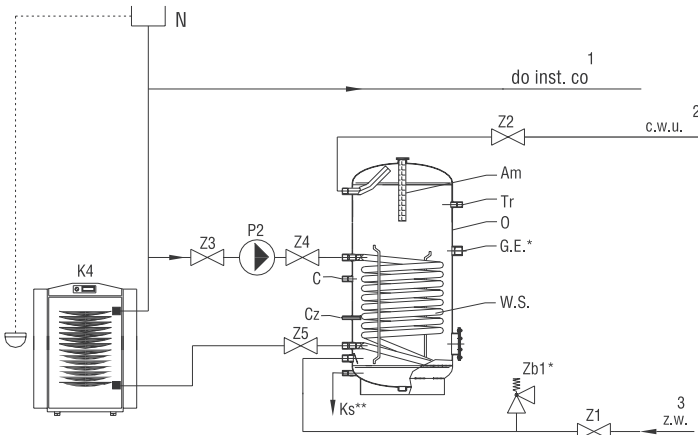 N
1
do inst. co
2
Z2
c.w.u.
Am
Tr
O
P2
Z3
Z4
G.E.*
K4
C
W.S.
Cz
Z5
Zb1*
Ks**
Z1
3
z.w.